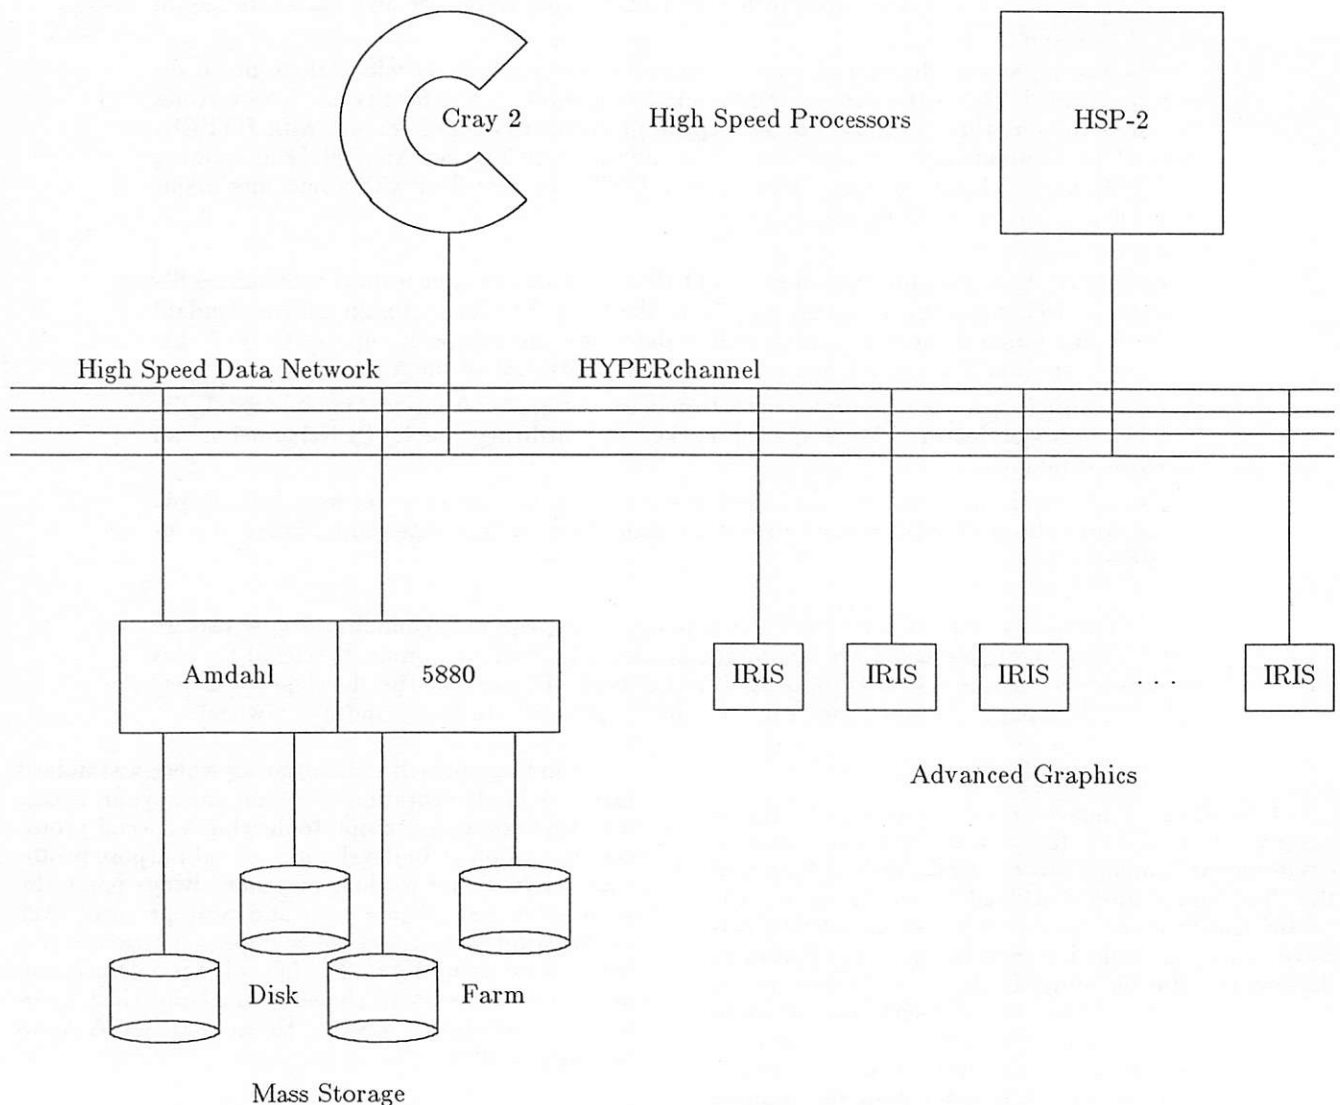 Cray 2
High Speed Processors
HSP-2
High Speed Data Network
HYPERchannel
Amdahl
5880
IRIS
IRIS
IRIS
. . .
IRIS
Advanced Graphics
Disk
Farm
Mass Storage